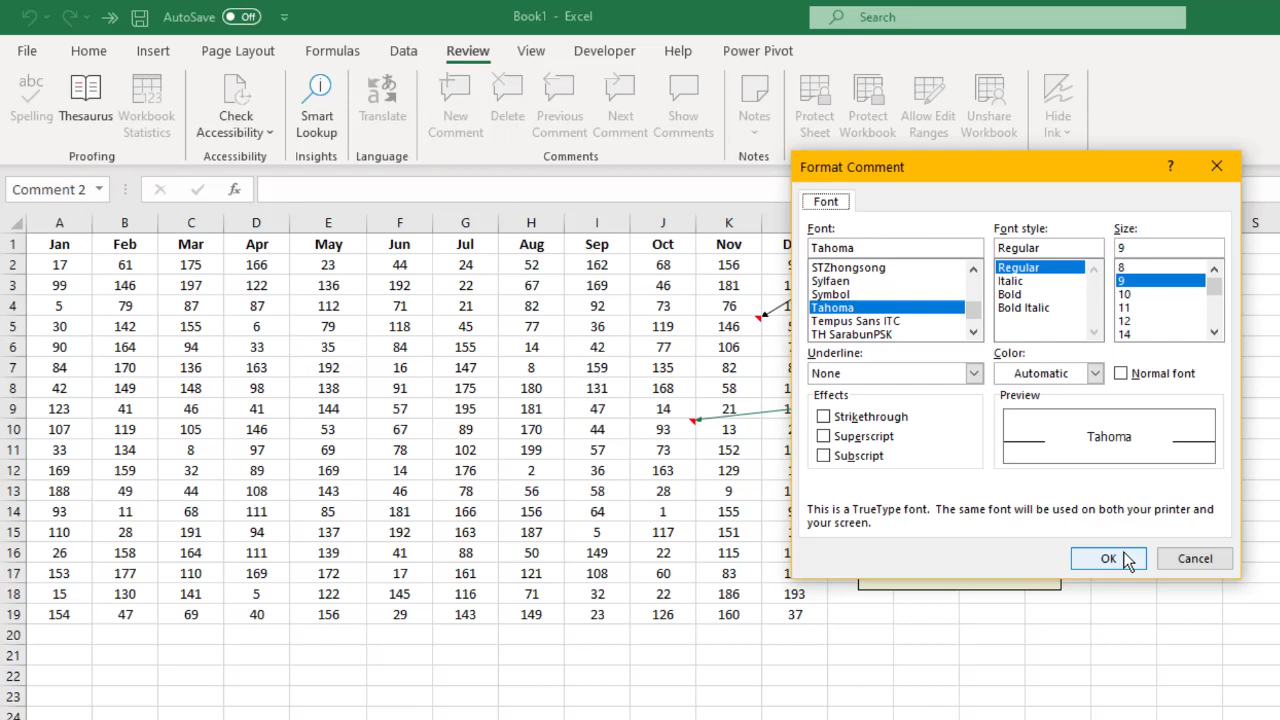 AutoSave Off Book1 - Excel Search
File Home Insert Page Layout Formulas Data Review View Developer Help Power Pivot
abc
Spelling Thesaurus Workbook Statistics Check Accessibility Smart Lookup Translate New Comment Delete Previous Comment Next Comment Show Comments Notes Protect Sheet Protect Workbook Allow Edit Ranges Unshare Workbook Hide Ink
Proofing Accessibility Insights Language Comments Notes
Comment 2 fx
A B C D E F G H I J K S
1 Jan Feb Mar Apr May Jun Jul Aug Sep Oct Nov
2 17 61 175 166 23 44 24 52 162 68 156
3 99 146 197 122 136 192 22 67 169 46 181
4 5 79 87 87 112 71 21 82 92 73 76
5 30 142 155 6 79 118 45 77 36 119 146
6 90 164 94 33 35 84 155 14 42 77 106
7 84 170 136 163 192 16 147 8 159 135 82
8 42 149 148 98 138 91 175 180 131 168 58
9 123 41 46 41 144 57 195 181 47 14 21
10 107 119 105 146 53 67 89 170 44 93 13
11 33 134 8 97 69 78 102 199 57 73 152
12 169 159 32 89 169 14 176 2 36 163 129
13 188 49 44 108 143 46 78 56 58 28 9
14 93 11 68 111 85 181 166 156 64 1 155
15 110 28 191 94 137 192 163 187 5 117 151
16 26 158 164 111 139 41 88 50 149 22 115
17 153 177 110 169 172 17 161 121 108 60 83
18 15 130 141 5 122 145 116 71 32 22 186 193
19 154 47 69 40 156 29 143 149 23 126 160 37
20
21
22
23
24
Format Comment ?
Font
Font: Font style: Size:
Tahoma Regular 9
STZhongsong Regular 8
Sylfaen Italic 9
Symbol Bold 10
Tahoma Bold Italic 11
Tempus Sans ITC 12
TH SarabunPSK 14
Underline: Color:
None Automatic Normal font
Effects Preview
Strikethrough
Superscript
Subscript
Tahoma
This is a TrueType font. The same font will be used on both your printer and
your screen.
OK Cancel